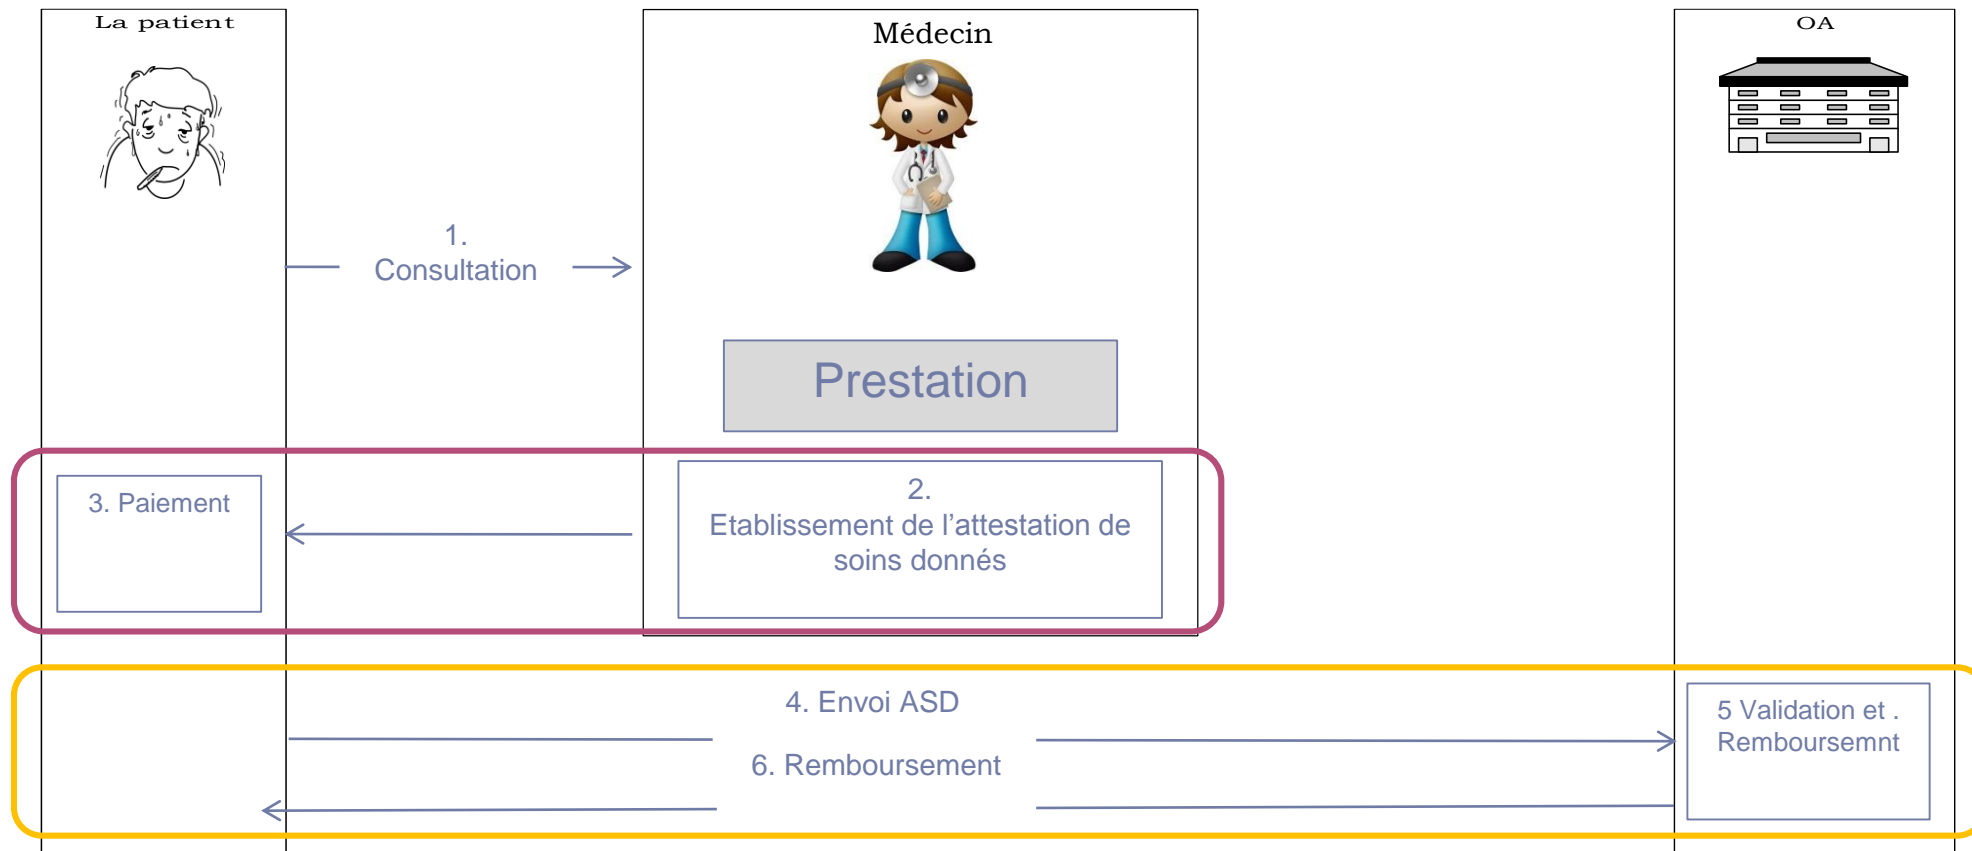 La patient
Médecin
OA
1.
Consultation
Prestation
3. Paiement
2.
Etablissement de l’attestation de
soins donnés
4. Envoi ASD
5 Validation et .
Remboursemnt
6. Remboursement